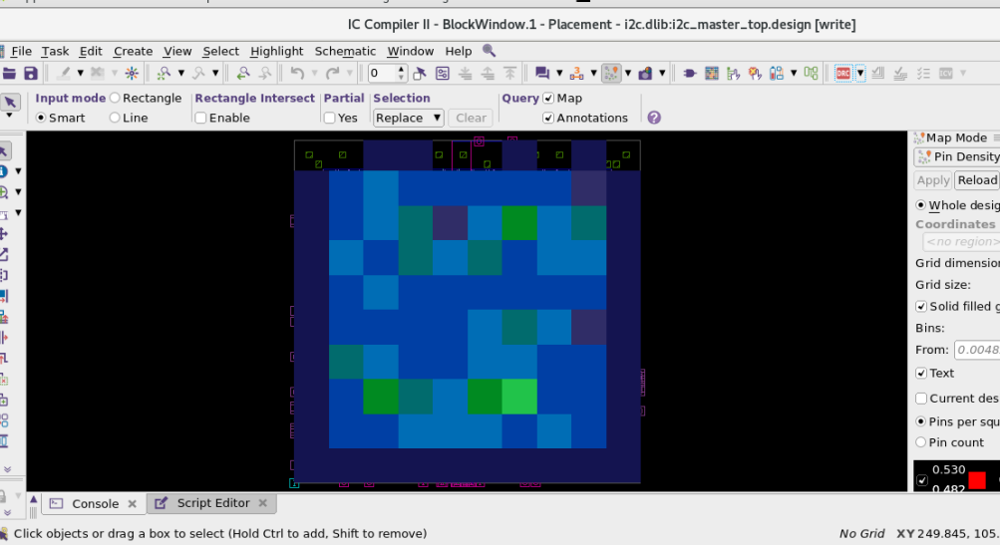 IC Compiler II - BlockWindow.1 - Placement - i2c.dlib:i2c_master_top.design [write]
File Task Edit Create View Select Highlight Schematic Window Help
0
DRC
Input mode Rectangle Rectangle Intersect Partial Selection Query Map
Smart Line Enable Yes Replace Clear Annotations
Map Mode
Pin Density
Apply Reload
Whole desig
Coordinates
<no region>
Grid dimension
Grid size:
Solid filled g
Bins:
From: 0.0048
Text
Current des
Pins per squ
Pin count
0.530
0.482
Console Script Editor
Click objects or drag a box to select (Hold Ctrl to add, Shift to remove) No Grid XY 249.845, 105.